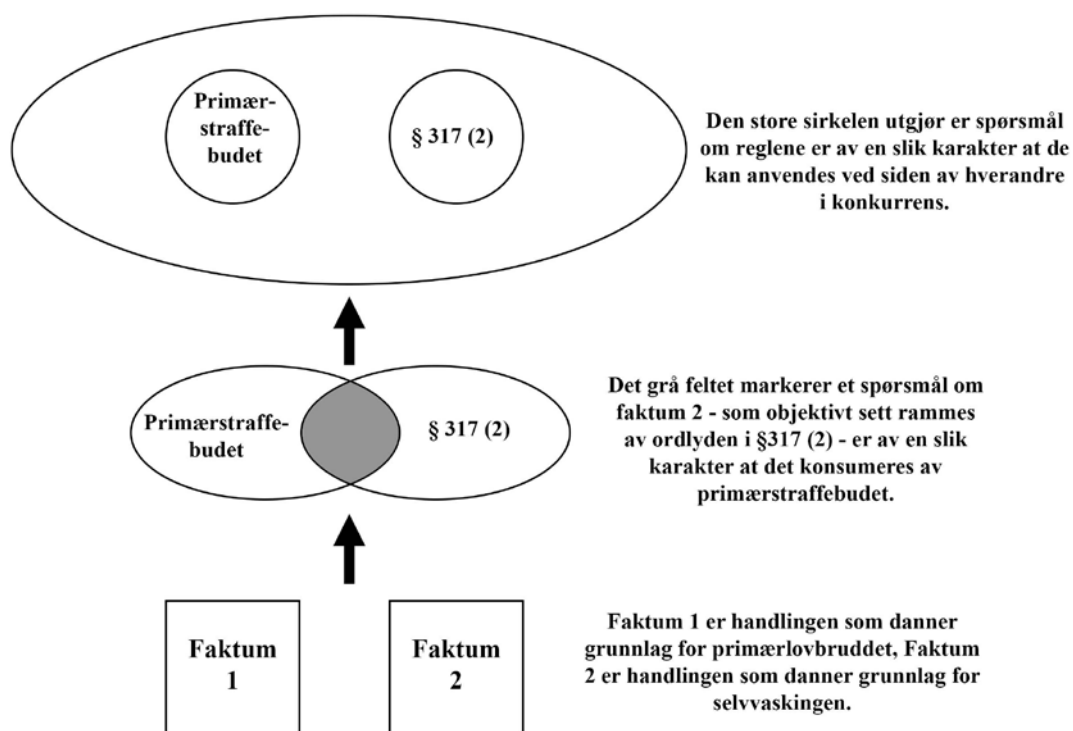 Primær-
straffe-
budet
§ 317 (2)
Den store sirkelen utgjør er spørsmål
om reglene er av en slik karakter at de
kan anvendes ved siden av hverandre
i konkurrens.
Primærstraffe-
budet
§ 317 (2)
Det grå feltet markerer et spørsmål om
faktum 2 - som objektivt sett rammes
av ordlyden i §317 (2) - er av en slik
karakter at det konsumeres av
primærstraffebudet.
Faktum
1
Faktum
2
Faktum 1 er handlingen som danner
grunnlag for primærlovbruddet, Faktum
2 er handlingen som danner grunnlag for
selvvaskingen.